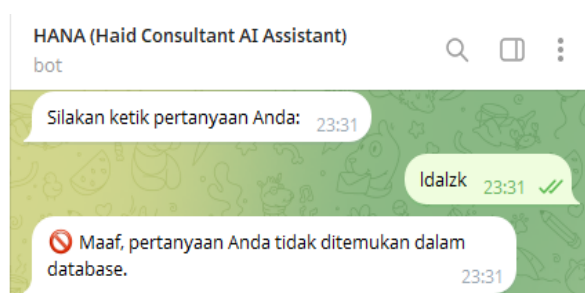 HANA (Haid Consultant AI Assistant)
bot
Silakan ketik pertanyaan Anda: 23:31
ldalzk 23:31
🚫 Maaf, pertanyaan Anda tidak ditemukan dalam
database. 23:31